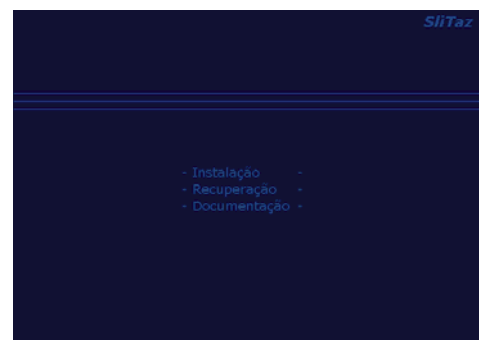 SliTaz
- Instalação -
- Recuperação -
- Documentação -